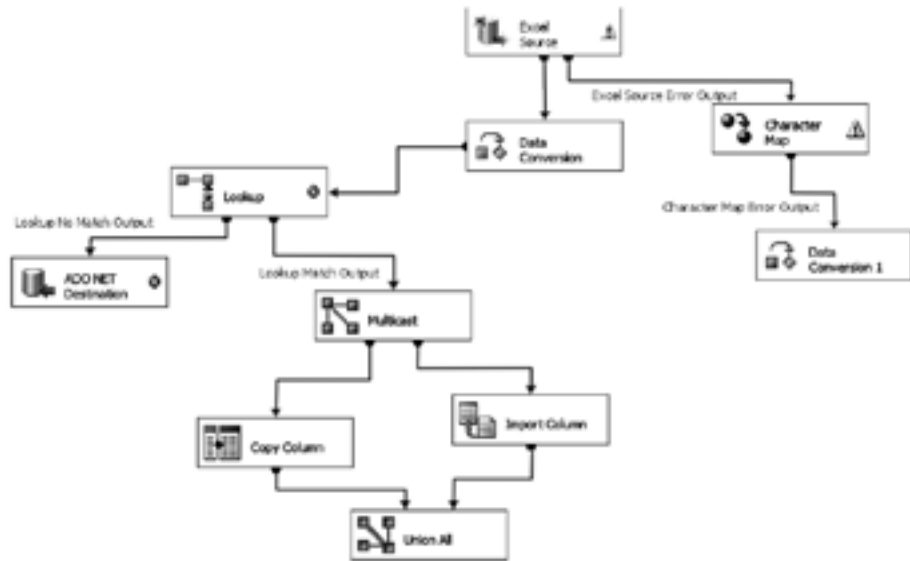 Excel
Source
Excel Source Error Output
Character
Map
Data
Conversion
Lookup
Lookup No Match Output
Character Map Error Output
ADO NET
Destination
Lookup Match Output
Data
Conversion 1
Multicast
Copy Column
Import Column
Union All